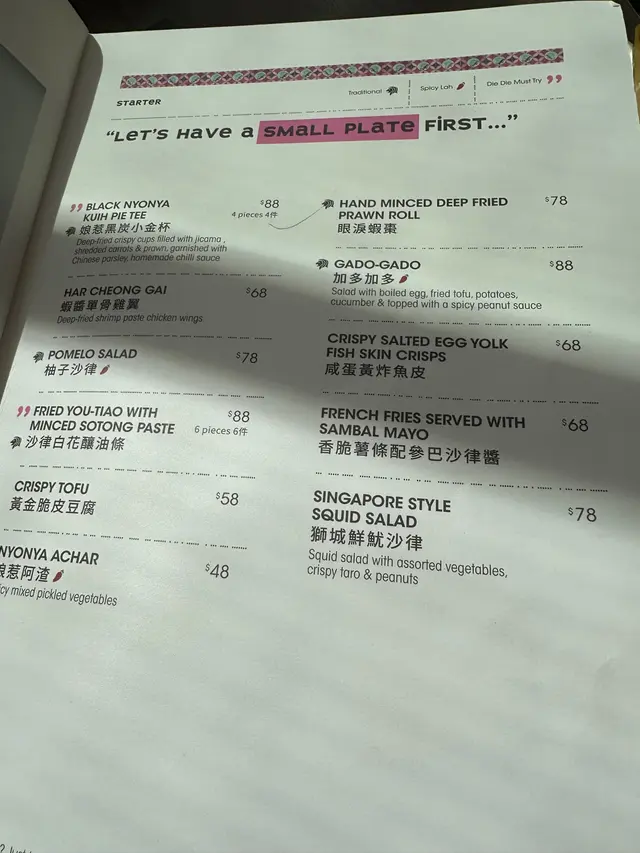 STARTER
Traditional
Spicy Lah
Die Die Must Try
"LET'S HAVE A SMALL PLATE FIRST..."
BLACK NYONYA $88
KUIH PIE TEE 4 pieces 4件
娘惹黑炭小金杯
Deep-fried crispy cups filled with jicama,
shredded carrots & prawn, garnished with
Chinese parsley, homemade chilli sauce
HAR CHEONG GAI $68
蝦醬單骨雞翼
Deep-fried shrimp paste chicken wings
POMELO SALAD $78
柚子沙律
FRIED YOU-TIAO WITH $88
MINCED SOTONG PASTE 6 pieces 6件
沙律白花釀油條
CRISPY TOFU $58
黃金脆皮豆腐
NYONYA ACHAR $48
娘惹阿渣
icy mixed pickled vegetables
HAND MINCED DEEP FRIED $78
PRAWN ROLL
眼淚蝦棗
GADO-GADO $88
加多加多
Salad with boiled egg, fried tofu, potatoes,
cucumber & topped with a spicy peanut sauce
CRISPY SALTED EGG YOLK $68
FISH SKIN CRISPS
咸蛋黃炸魚皮
FRENCH FRIES SERVED WITH $68
SAMBAL MAYO
香脆薯條配參巴沙律醬
SINGAPORE STYLE $78
SQUID SALAD
獅城鮮魷沙律
Squid salad with assorted vegetables,
crispy taro & peanuts